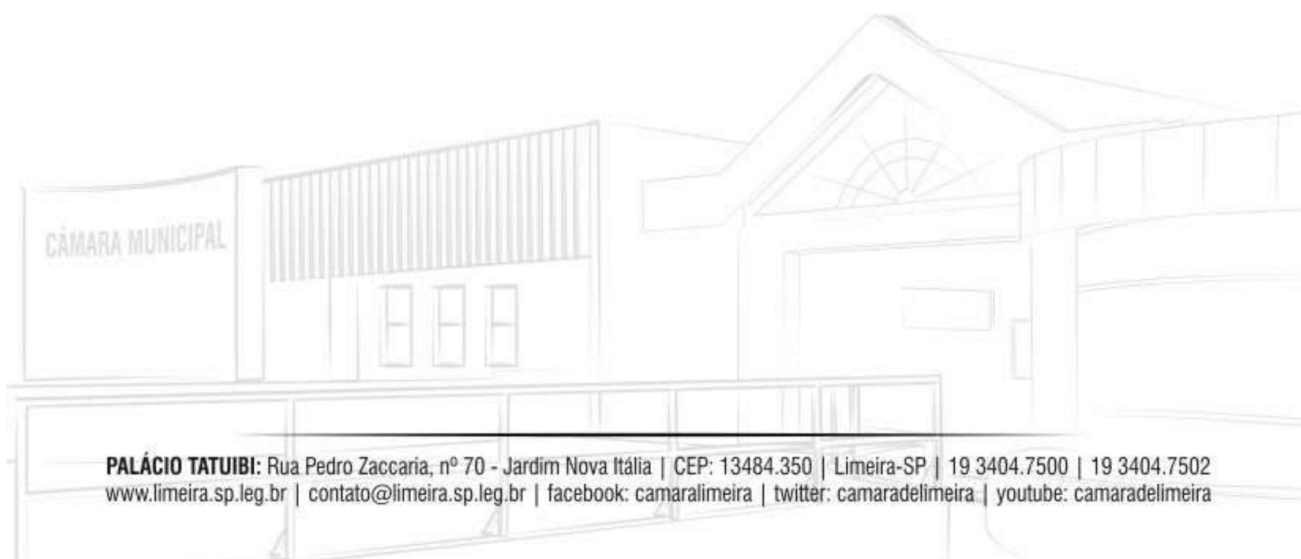 CÂMARA MUNICIPAL
PALÁCIO TATUIBI: Rua Pedro Zaccaria, nº 70 - Jardim Nova Itália | CEP: 13484.350 | Limeira-SP | 19 3404.7500 | 19 3404.7502
www.limeira.sp.leg.br | contato@limeira.sp.leg.br | facebook: camaralimeira | twitter: camaradelimeira | youtube: camaradelimeira